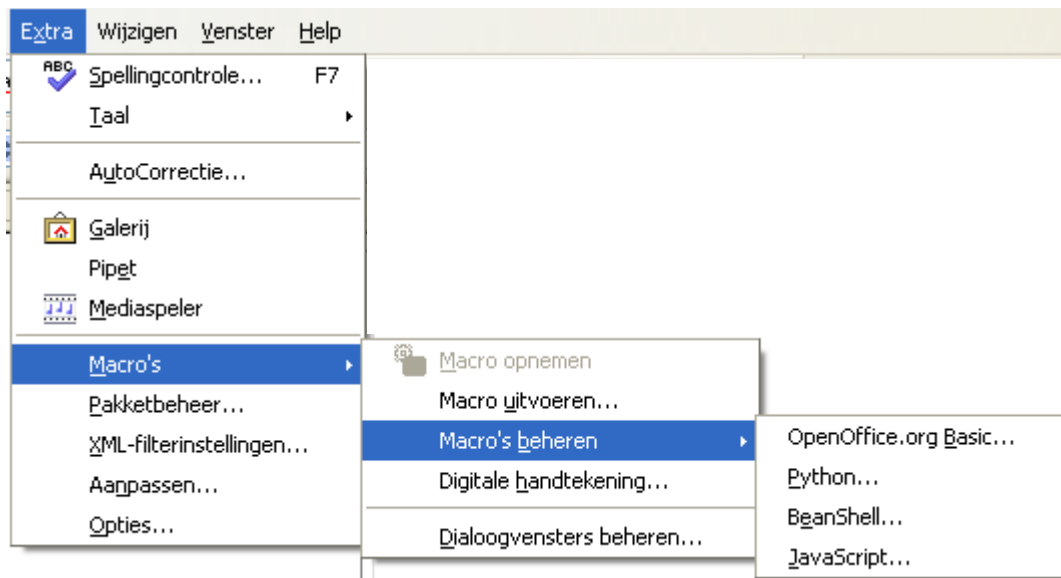 Extra Wijzigen Venster Help
ABC
Spellingcontrole... F7
Taal
AutoCorrectie...
Galerij
Pipet
Mediaspeler
Macro's
Pakketbeheer...
XML-filterinstellingen...
Aanpassen...
Opties...
Macro opnemen
Macro uitvoeren...
Macro's beheren
Digitale handtekening...
Dialoogvensters beheren...
OpenOffice.org Basic...
Python...
BeanShell...
JavaScript...